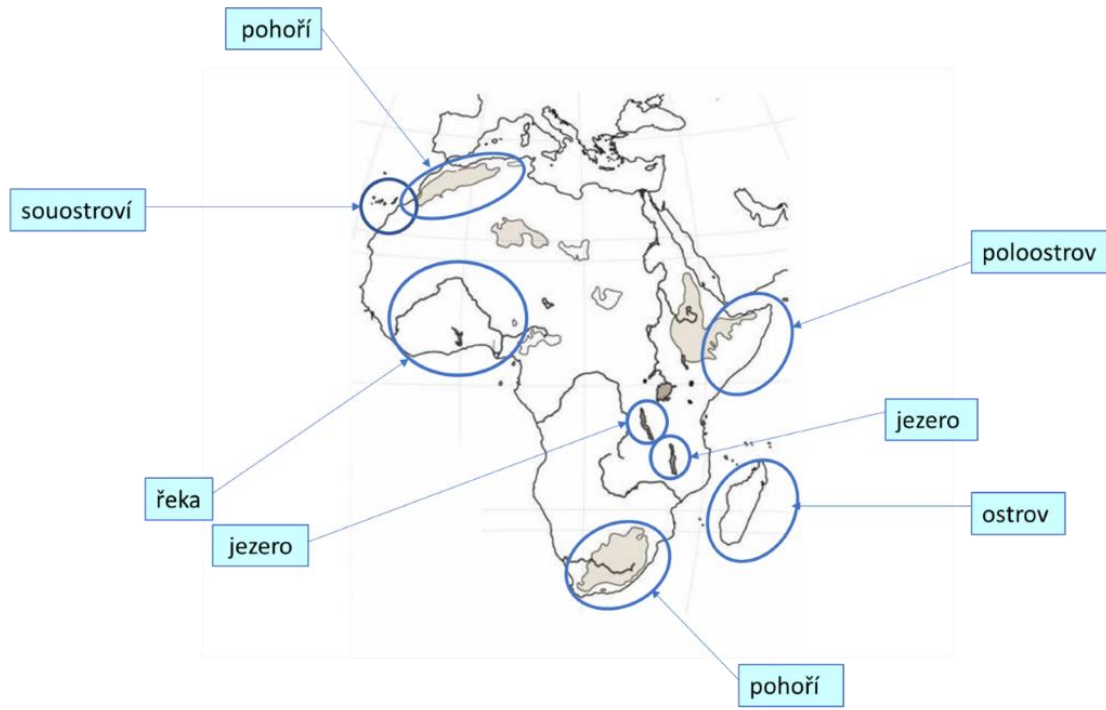 pohoří
souostroví
poloostrov
jezero
řeka
ostrov
jezero
pohoří